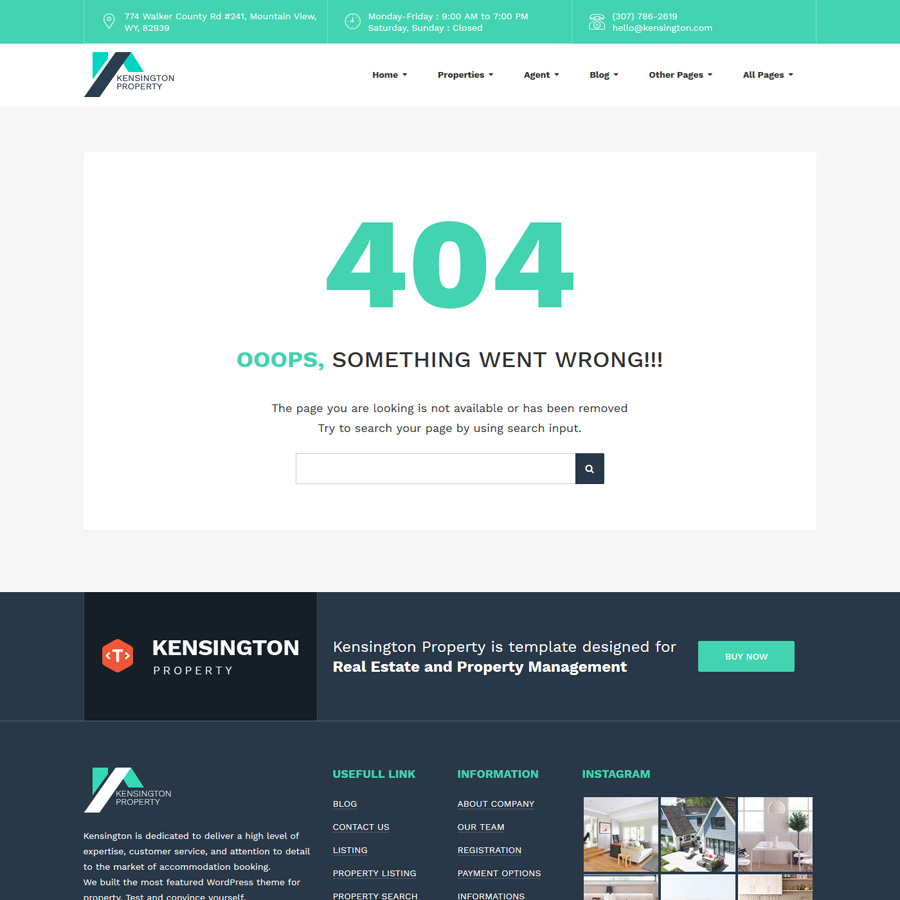 774 Walker County Rd #241, Mountain View,
WY, 82939
Monday-Friday : 9:00 AM to 7:00 PM
Saturday, Sunday : Closed
(307) 786-2619
hello@kensington.com
KENSINGTON
PROPERTY
Home
Properties
Agent
Blog
Other Pages
All Pages
404
OOOPS, SOMETHING WENT WRONG!!!
The page you are looking is not available or has been removed
Try to search your page by using search input.
<T>
KENSINGTON
PROPERTY
Kensington Property is template designed for
Real Estate and Property Management
BUY NOW
KENSINGTON
PROPERTY
Kensington is dedicated to deliver a high level of
expertise, customer service, and attention to detail
to the market of accommodation booking.
We built the most featured WordPress theme for
property. Test and convince yourself.
USEFULL LINK
BLOG
CONTACT US
LISTING
PROPERTY LISTING
PROPERTY SEARCH
INFORMATION
ABOUT COMPANY
OUR TEAM
REGISTRATION
PAYMENT OPTIONS
INFORMATIONS
INSTAGRAM